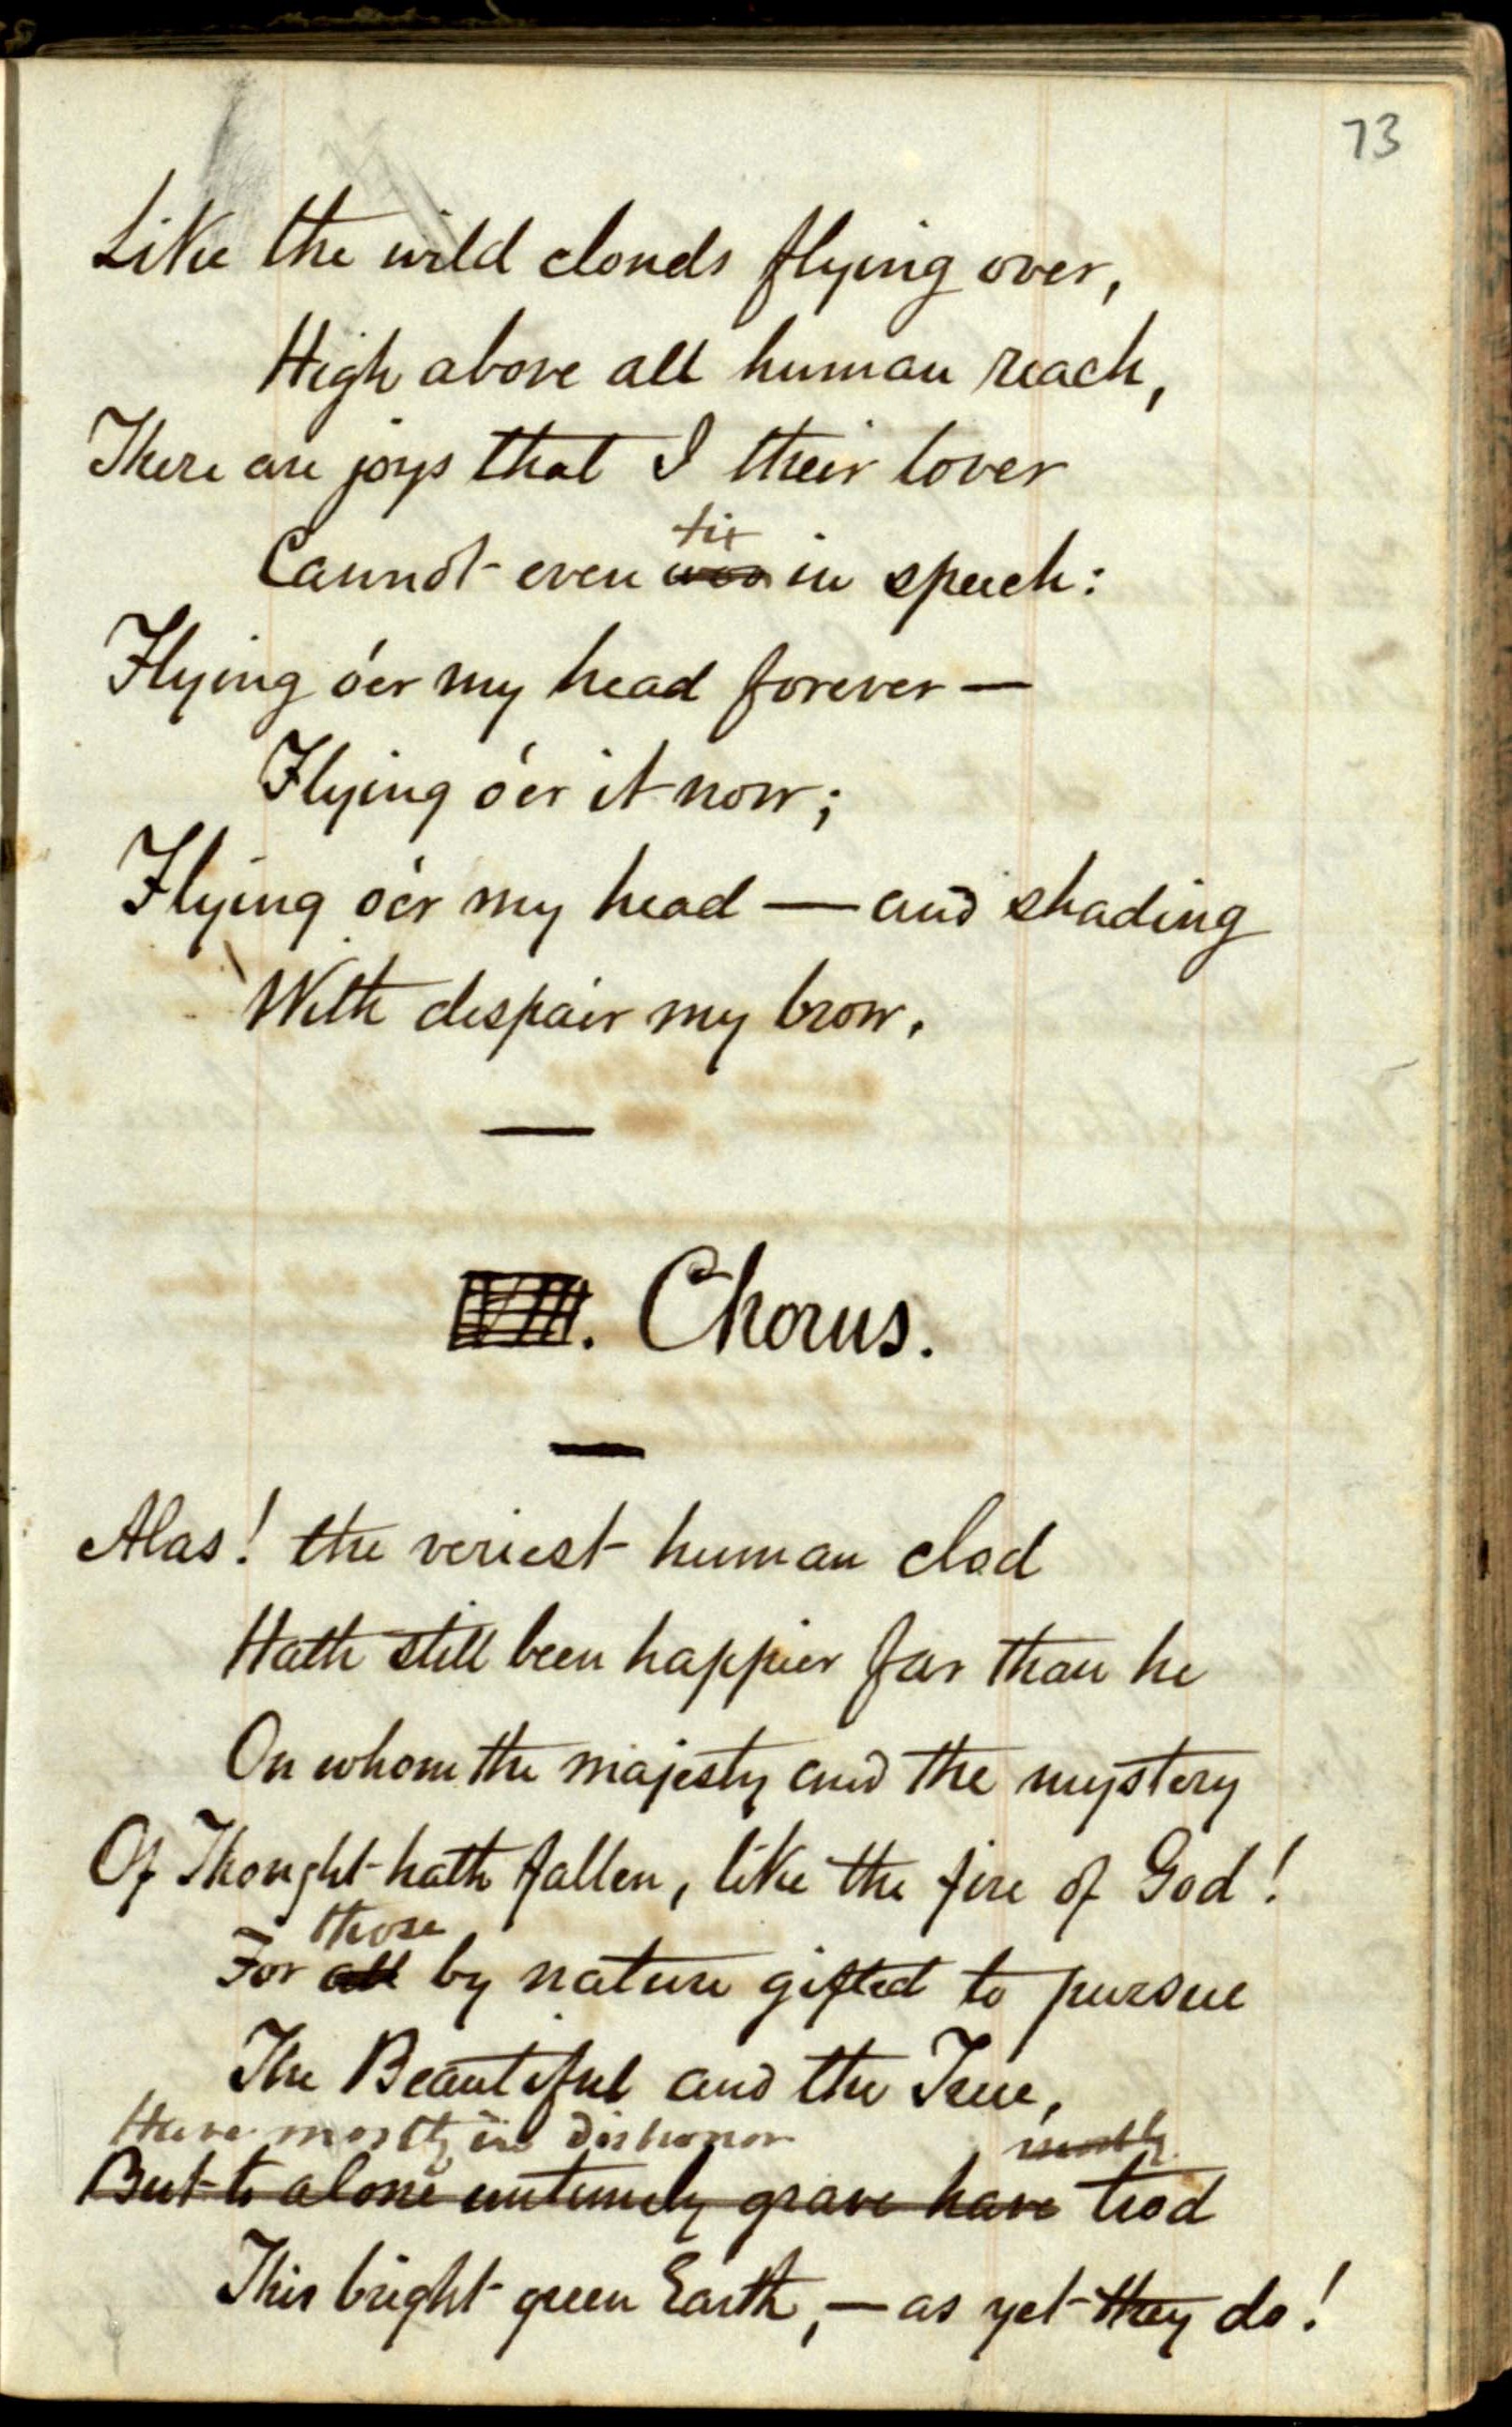 73
Like the wild clouds flying over,
High above all human reach,
There are joys that I their lover
fix
Cannot even woo in speech:
Flying o'er my head forever —
Flying o'er it now;
Flying o'er my head — and shading
With despair my brow.
—
VIII. Chorus.
—
Alas! the veriest human clod
Hath still been happier far than he
On whom the majesty and the mystery
Of Thought hath fallen, like the fire of God!
those
For all by nature gifted to pursue
The Beautiful and the True,
Have mostly in dishonor mostly
But to alone untimely grave have trod
This bright green Earth, — as yet they do!